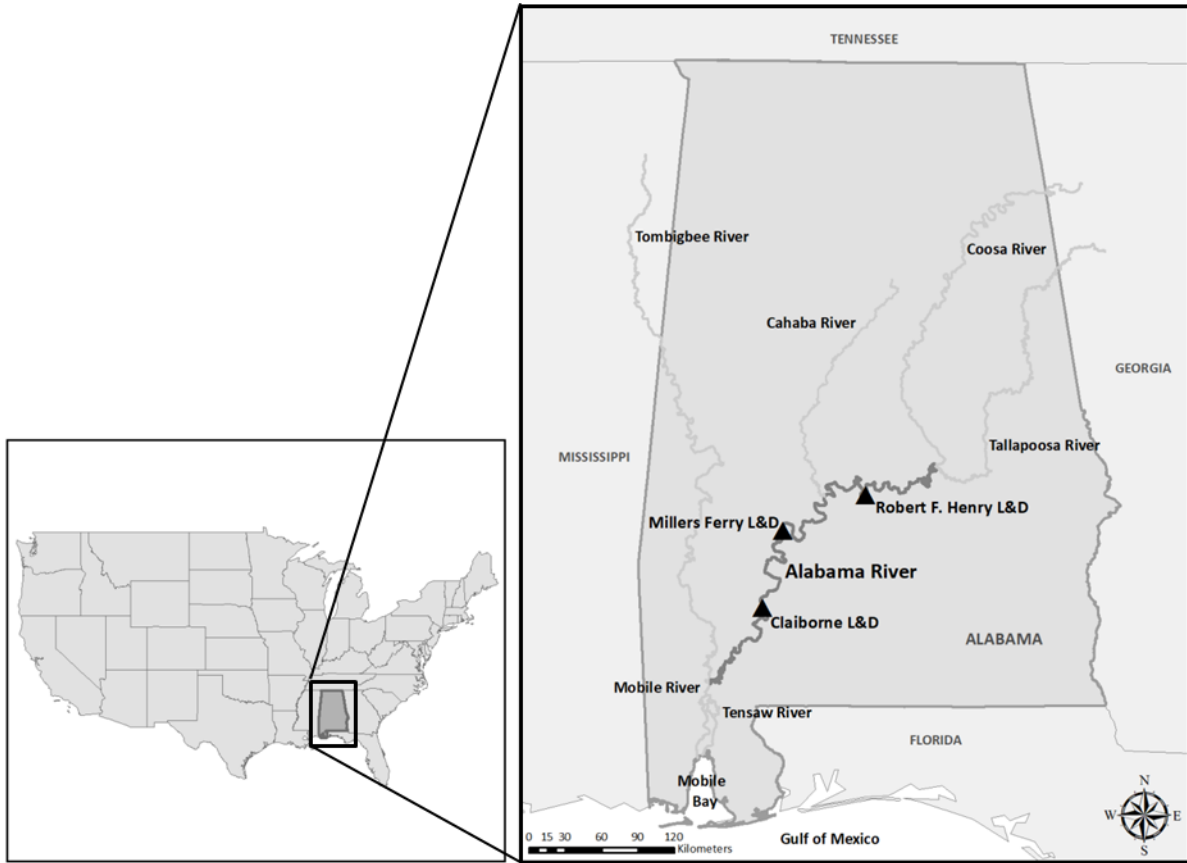 TENNESSEE
Tombigbee River
Coosa River
Cahaba River
GEORGIA
MISSISSIPPI
Tallapoosa River
Robert F. Henry L&D
Millers Ferry L&D
Alabama River
Claiborne L&D
ALABAMA
Mobile River
Tensaw River
FLORIDA
Mobile
Bay
Gulf of Mexico
N
W
E
S
0 15 30 60 90 120
Kilometers